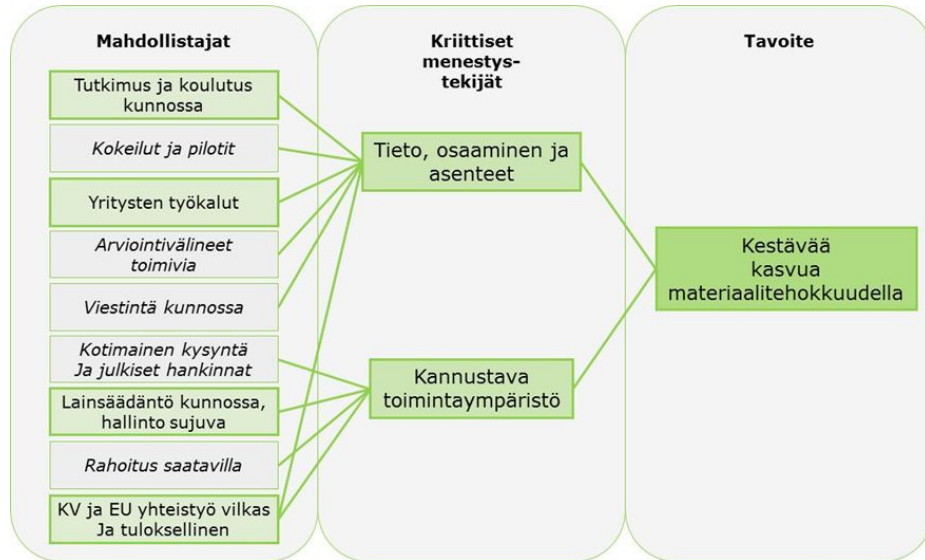 Mahdollistajat
Tutkimus ja koulutus
kunnossa
Kokeilut ja pilotit
Yritysten työkalut
Arviointivälineet
toimivia
Viestintä kunnossa
Kotimainen kysyntä
Ja julkiset hankinnat
Lainsäädäntö kunnossa,
hallinto sujuva
Rahoitus saatavilla
KV ja EU yhteistyö vilkas
Ja tuloksellinen
Kriittiset
menestys-
tekijät
Tieto, osaaminen ja
asenteet
Kannustava
toimintaympäristö
Tavoite
Kestävää
kasvua
materiaalitehokkuudella